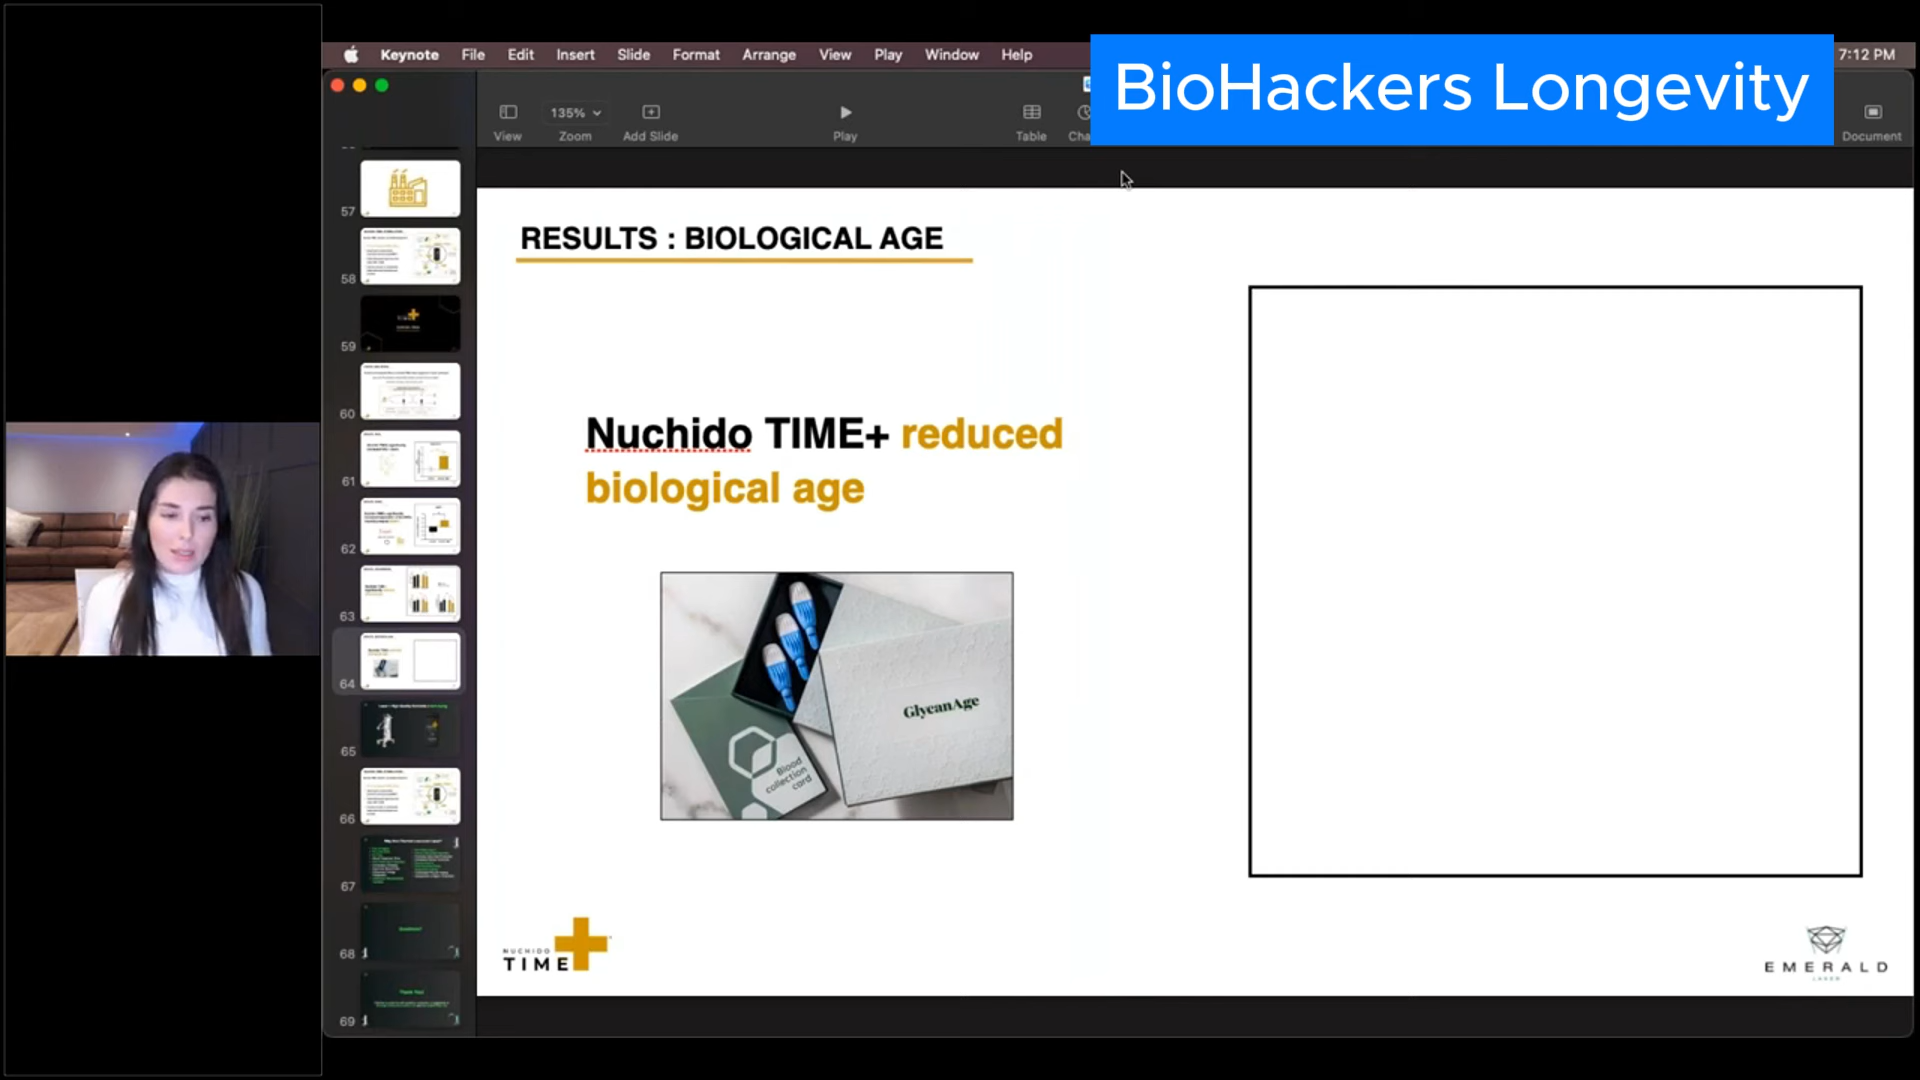 Keynote File Edit Insert Slide Format Arrange View Play Window Help
7:12 PM
BioHackers Longevity
135%
View Zoom Add Slide Play Table Document
57
58
59
60
61
62
63
64
65
66
67
68
69
RESULTS : BIOLOGICAL AGE
Nuchido TIME+ reduced
biological age
GlycanAge
Blood
collection
card
NUCHIDO
TIME
EMERALD
LASER